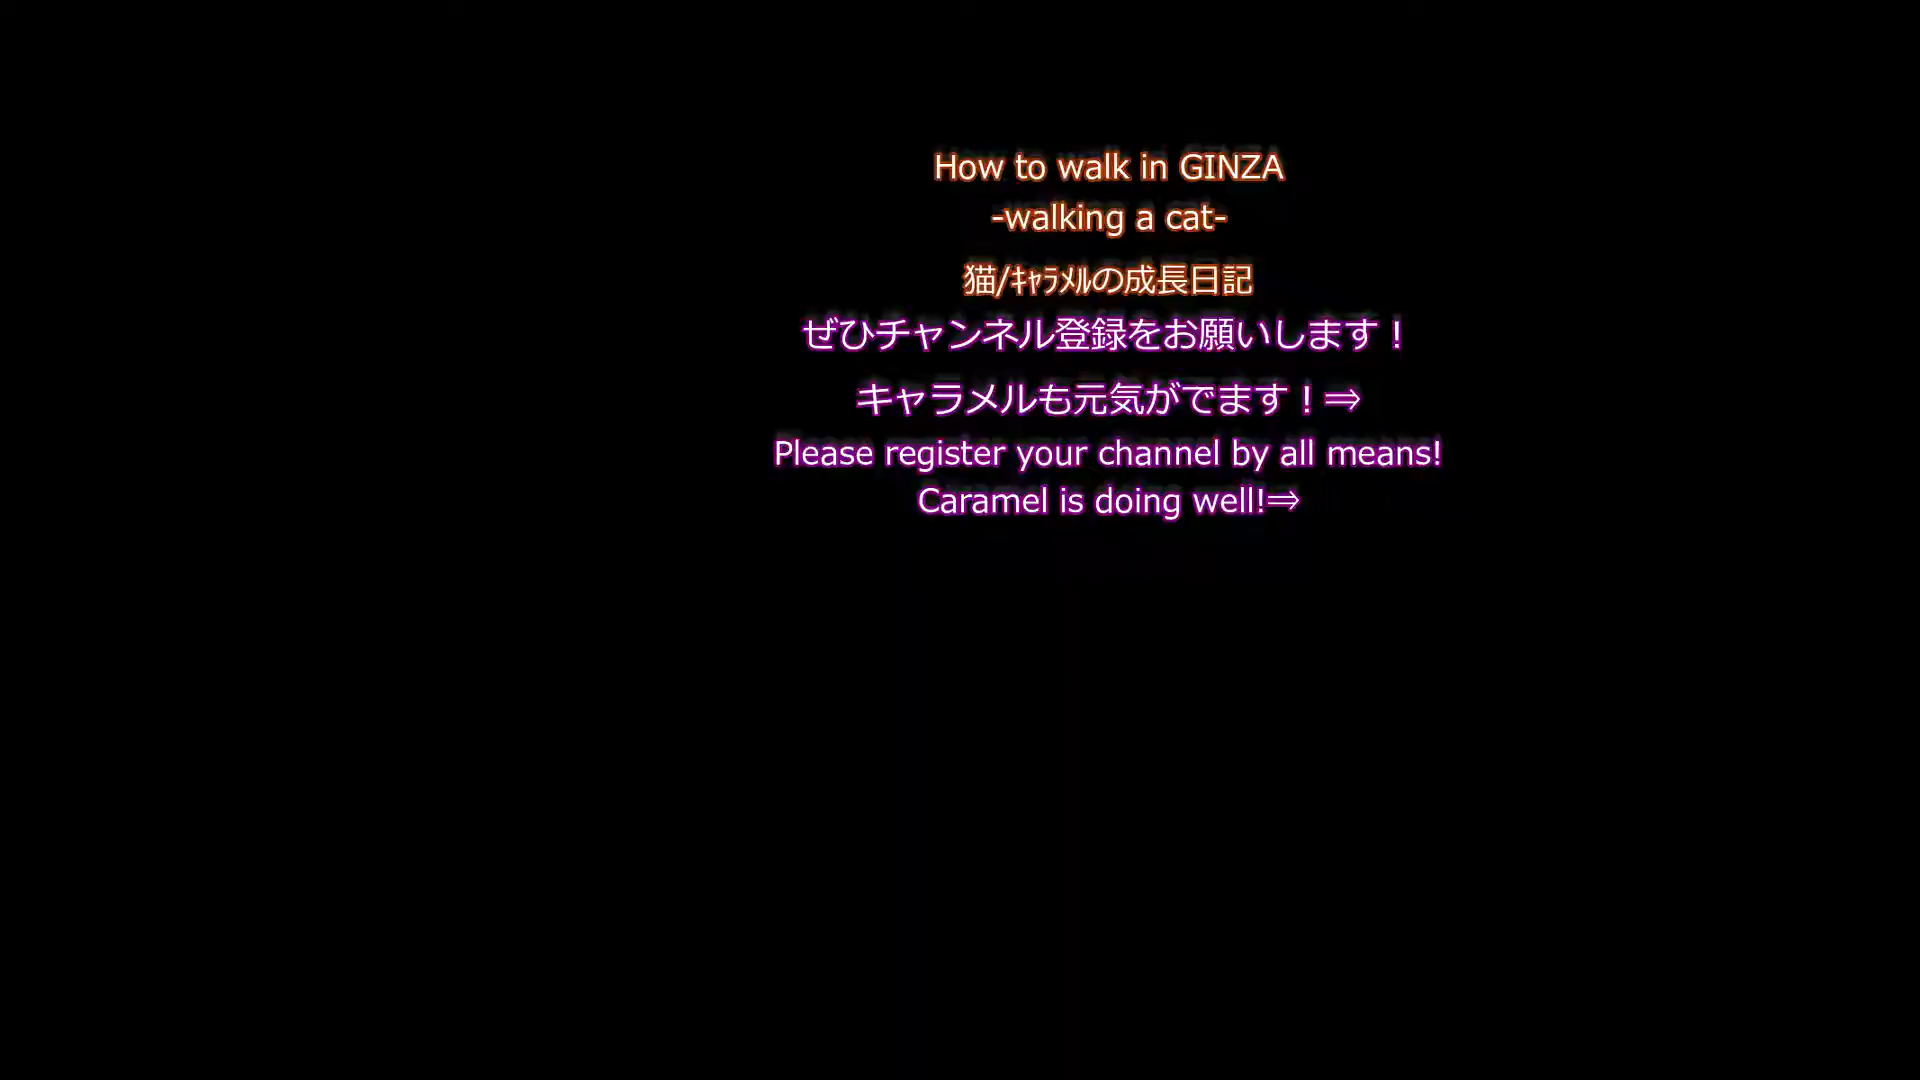 How to walk in GINZA
-walking a cat-
猫/ｷｬﾗﾒﾙの成長日記
ぜひチャンネル登録をお願いします！
キャラメルも元気がでます！⇒
Please register your channel by all means!
Caramel is doing well!⇒